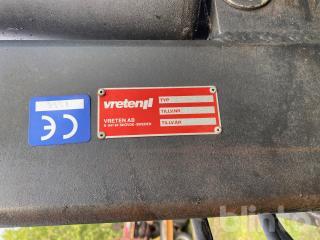 vreten
TYP
TILLV.NR
VRETEN AB
TILLV.ÅR
CE